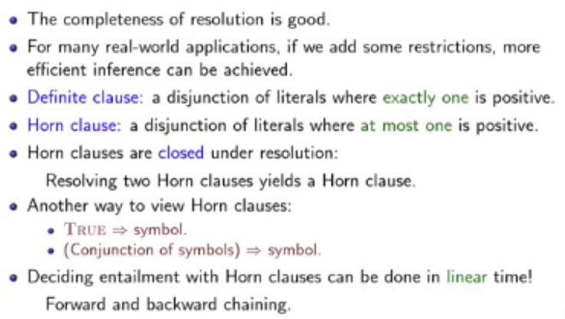 • The completeness of resolution is good.
• For many real-world applications, if we add some restrictions, more
efficient inference can be achieved.
• Definite clause: a disjunction of literals where exactly one is positive.
• Horn clause: a disjunction of literals where at most one is positive.
• Horn clauses are closed under resolution:
Resolving two Horn clauses yields a Horn clause.
• Another way to view Horn clauses:
• TRUE ⇒ symbol.
• (Conjunction of symbols) ⇒ symbol.
• Deciding entailment with Horn clauses can be done in linear time!
Forward and backward chaining.